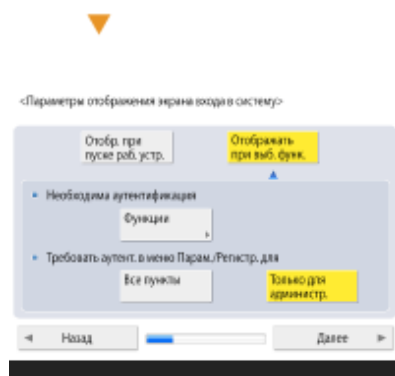 <Параметры отображения экрана входа в систему>
Отобр. при
пуске раб. устр.
Отображать
при выб. функ.
Необходима аутентификация
Функции
Требовать аутент. в меню Парам./Регистр. для
Все пункты
Только для
администр.
Назад
Далее